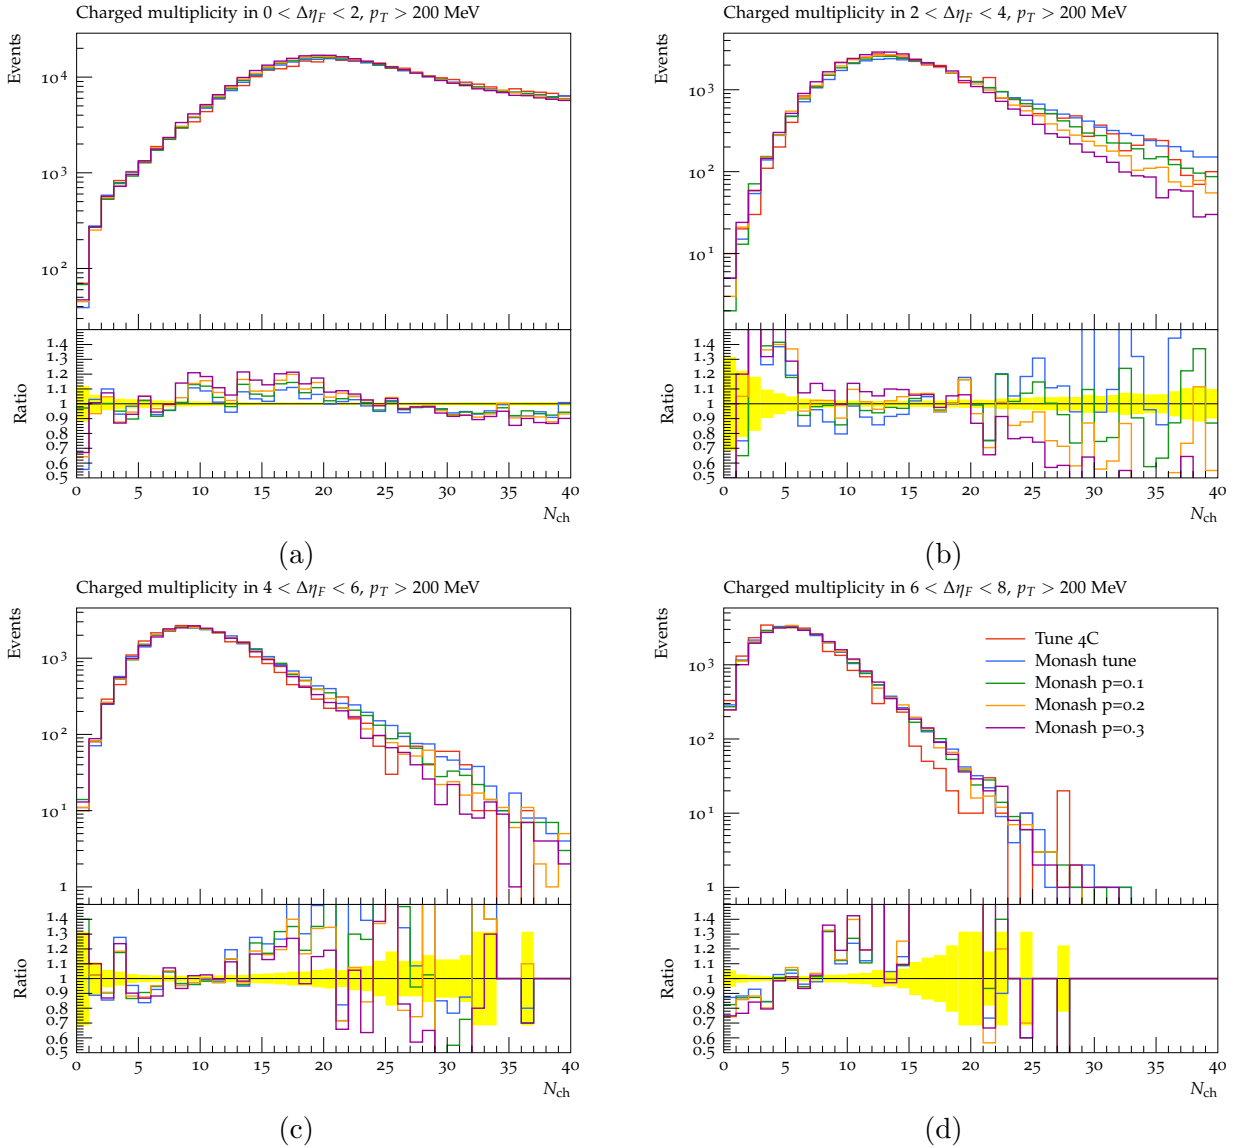 Charged multiplicity in 0 < Δη_F < 2, p_T > 200 MeV
Events
10^4
10^3
10^2
Ratio
1.4
1.3
1.2
1.1
1
0.9
0.8
0.7
0.6
0.5
0 5 10 15 20 25 30 35 40
N_ch
(a)
Charged multiplicity in 2 < Δη_F < 4, p_T > 200 MeV
Events
10^3
10^2
10^1
Ratio
1.4
1.3
1.2
1.1
1
0.9
0.8
0.7
0.6
0.5
0 5 10 15 20 25 30 35 40
N_ch
(b)
Charged multiplicity in 4 < Δη_F < 6, p_T > 200 MeV
Events
10^3
10^2
10^1
1
Ratio
1.4
1.3
1.2
1.1
1
0.9
0.8
0.7
0.6
0.5
0 5 10 15 20 25 30 35 40
N_ch
(c)
Charged multiplicity in 6 < Δη_F < 8, p_T > 200 MeV
Events
10^3
10^2
10^1
1
Tune 4C
Monash tune
Monash p=0.1
Monash p=0.2
Monash p=0.3
Ratio
1.4
1.3
1.2
1.1
1
0.9
0.8
0.7
0.6
0.5
0 5 10 15 20 25 30 35 40
N_ch
(d)